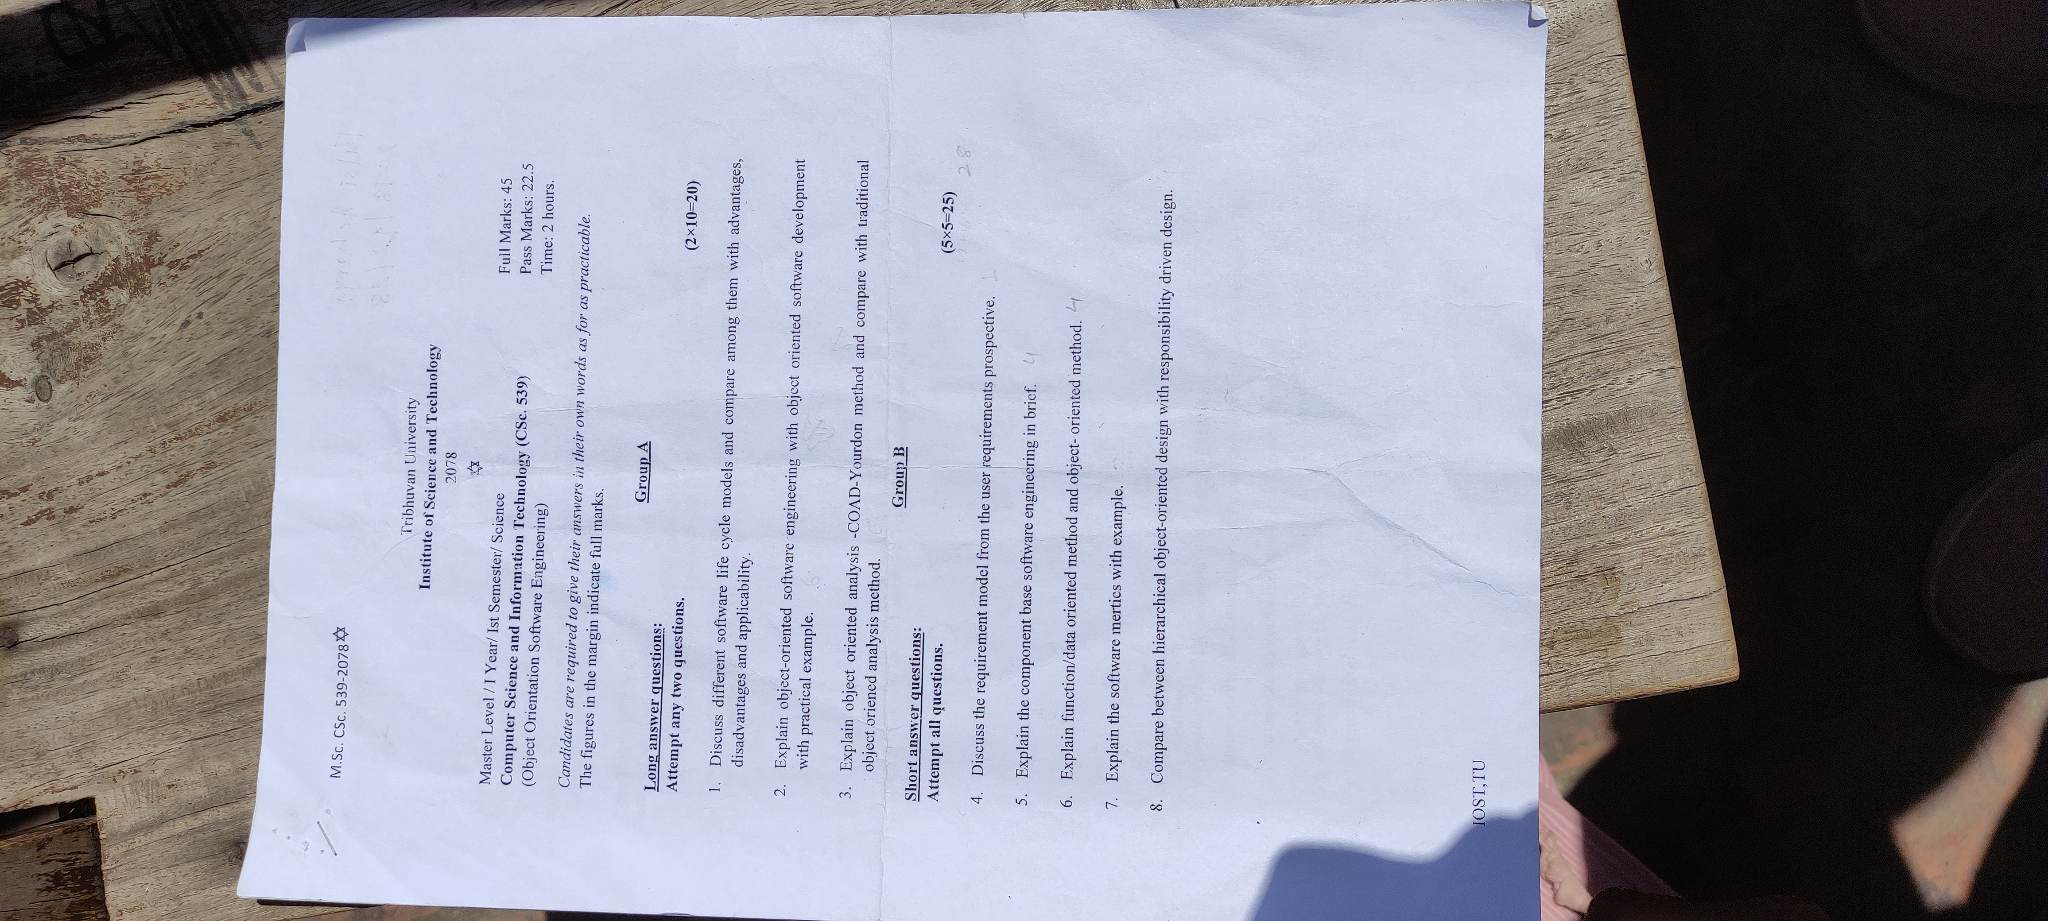 M.Sc. CSc. 539-2078✡
Tribhuvan University
Institute of Science and Technology
2078
✡
Master Level / I Year/ Ist Semester/ Science
Computer Science and Information Technology (CSc. 539)
(Object Orientation Software Engineering)
Full Marks: 45
Pass Marks: 22.5
Time: 2 hours.
Candidates are required to give their answers in their own words as for as practicable.
The figures in the margin indicate full marks.
Group A
Long answer questions:
Attempt any two questions. (2×10=20)
1. Discuss different software life cycle models and compare among them with advantages,
disadvantages and applicability.
2. Explain object-oriented software engineering with object oriented software development
with practical example.
3. Explain object oriented analysis -COAD-Yourdon method and compare with traditional
object oriened analysis method.
Group B
Short answer questions:
Attempt all questions. (5×5=25)
28
4. Discuss the requirement model from the user requirements prospective.
5. Explain the component base software engineering in brief. 4
6. Explain function/data oriented method and object- oriented method. 4
7. Explain the software mertics with example.
8. Compare between hierarchical object-oriented design with responsibility driven design.
IOST,TU